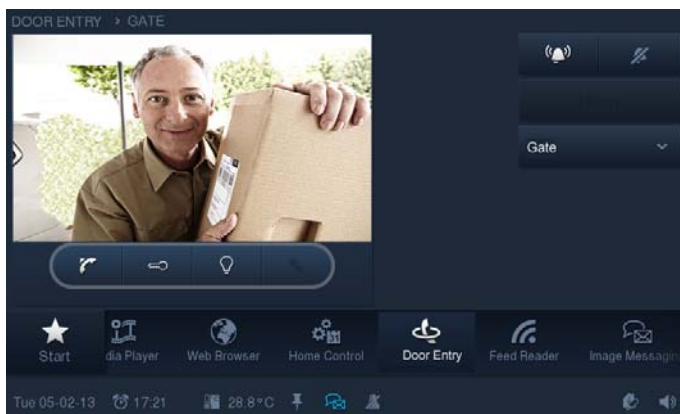 DOOR ENTRY > GATE
Gate
Start
dia Player
Web Browser
Home Control
Door Entry
Feed Reader
Image Messagin
Tue 05-02-13 17:21 28.8°C